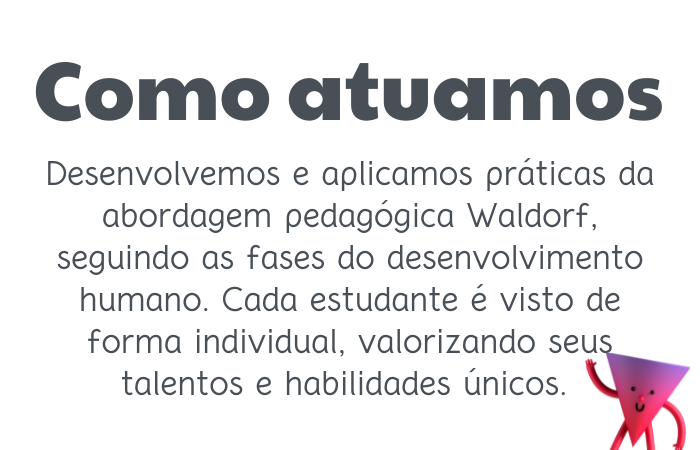 Como atuamos
Desenvolvemos e aplicamos práticas da
abordagem pedagógica Waldorf,
seguindo as fases do desenvolvimento
humano. Cada estudante é visto de
forma individual, valorizando seus
talentos e habilidades únicos.